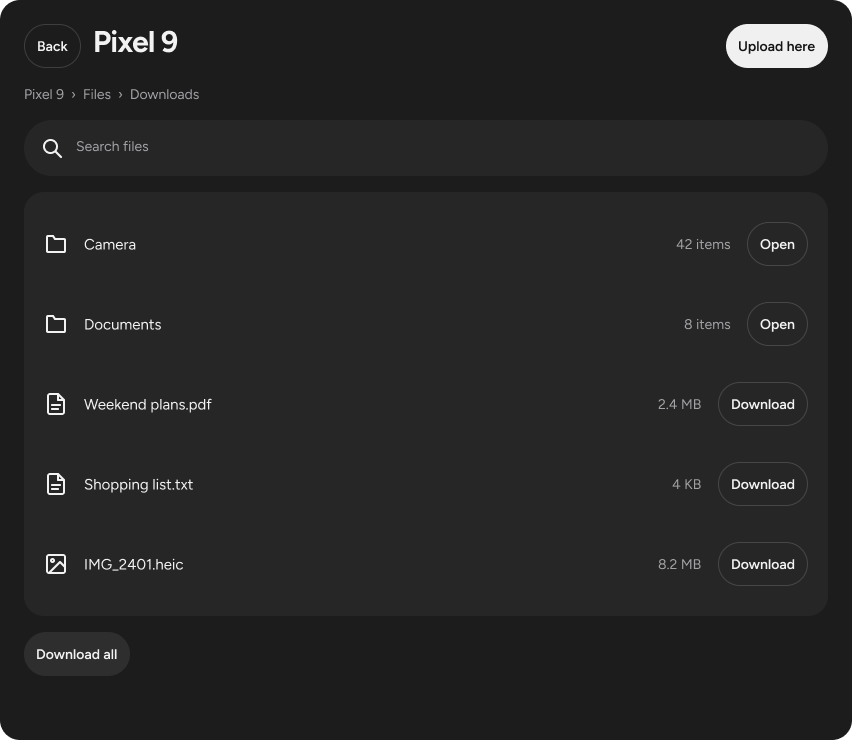 Back
Pixel 9
Upload here
Pixel 9 › Files › Downloads
Search files
Camera 42 items Open
Documents 8 items Open
Weekend plans.pdf 2.4 MB Download
Shopping list.txt 4 KB Download
IMG_2401.heic 8.2 MB Download
Download all